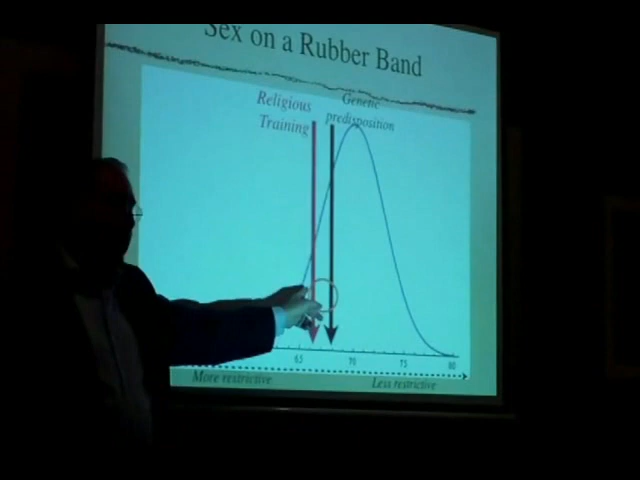 Sex on a Rubber Band
Religious
Training
Genetic
predisposition
65 70 75 80
More restrictive Less restrictive